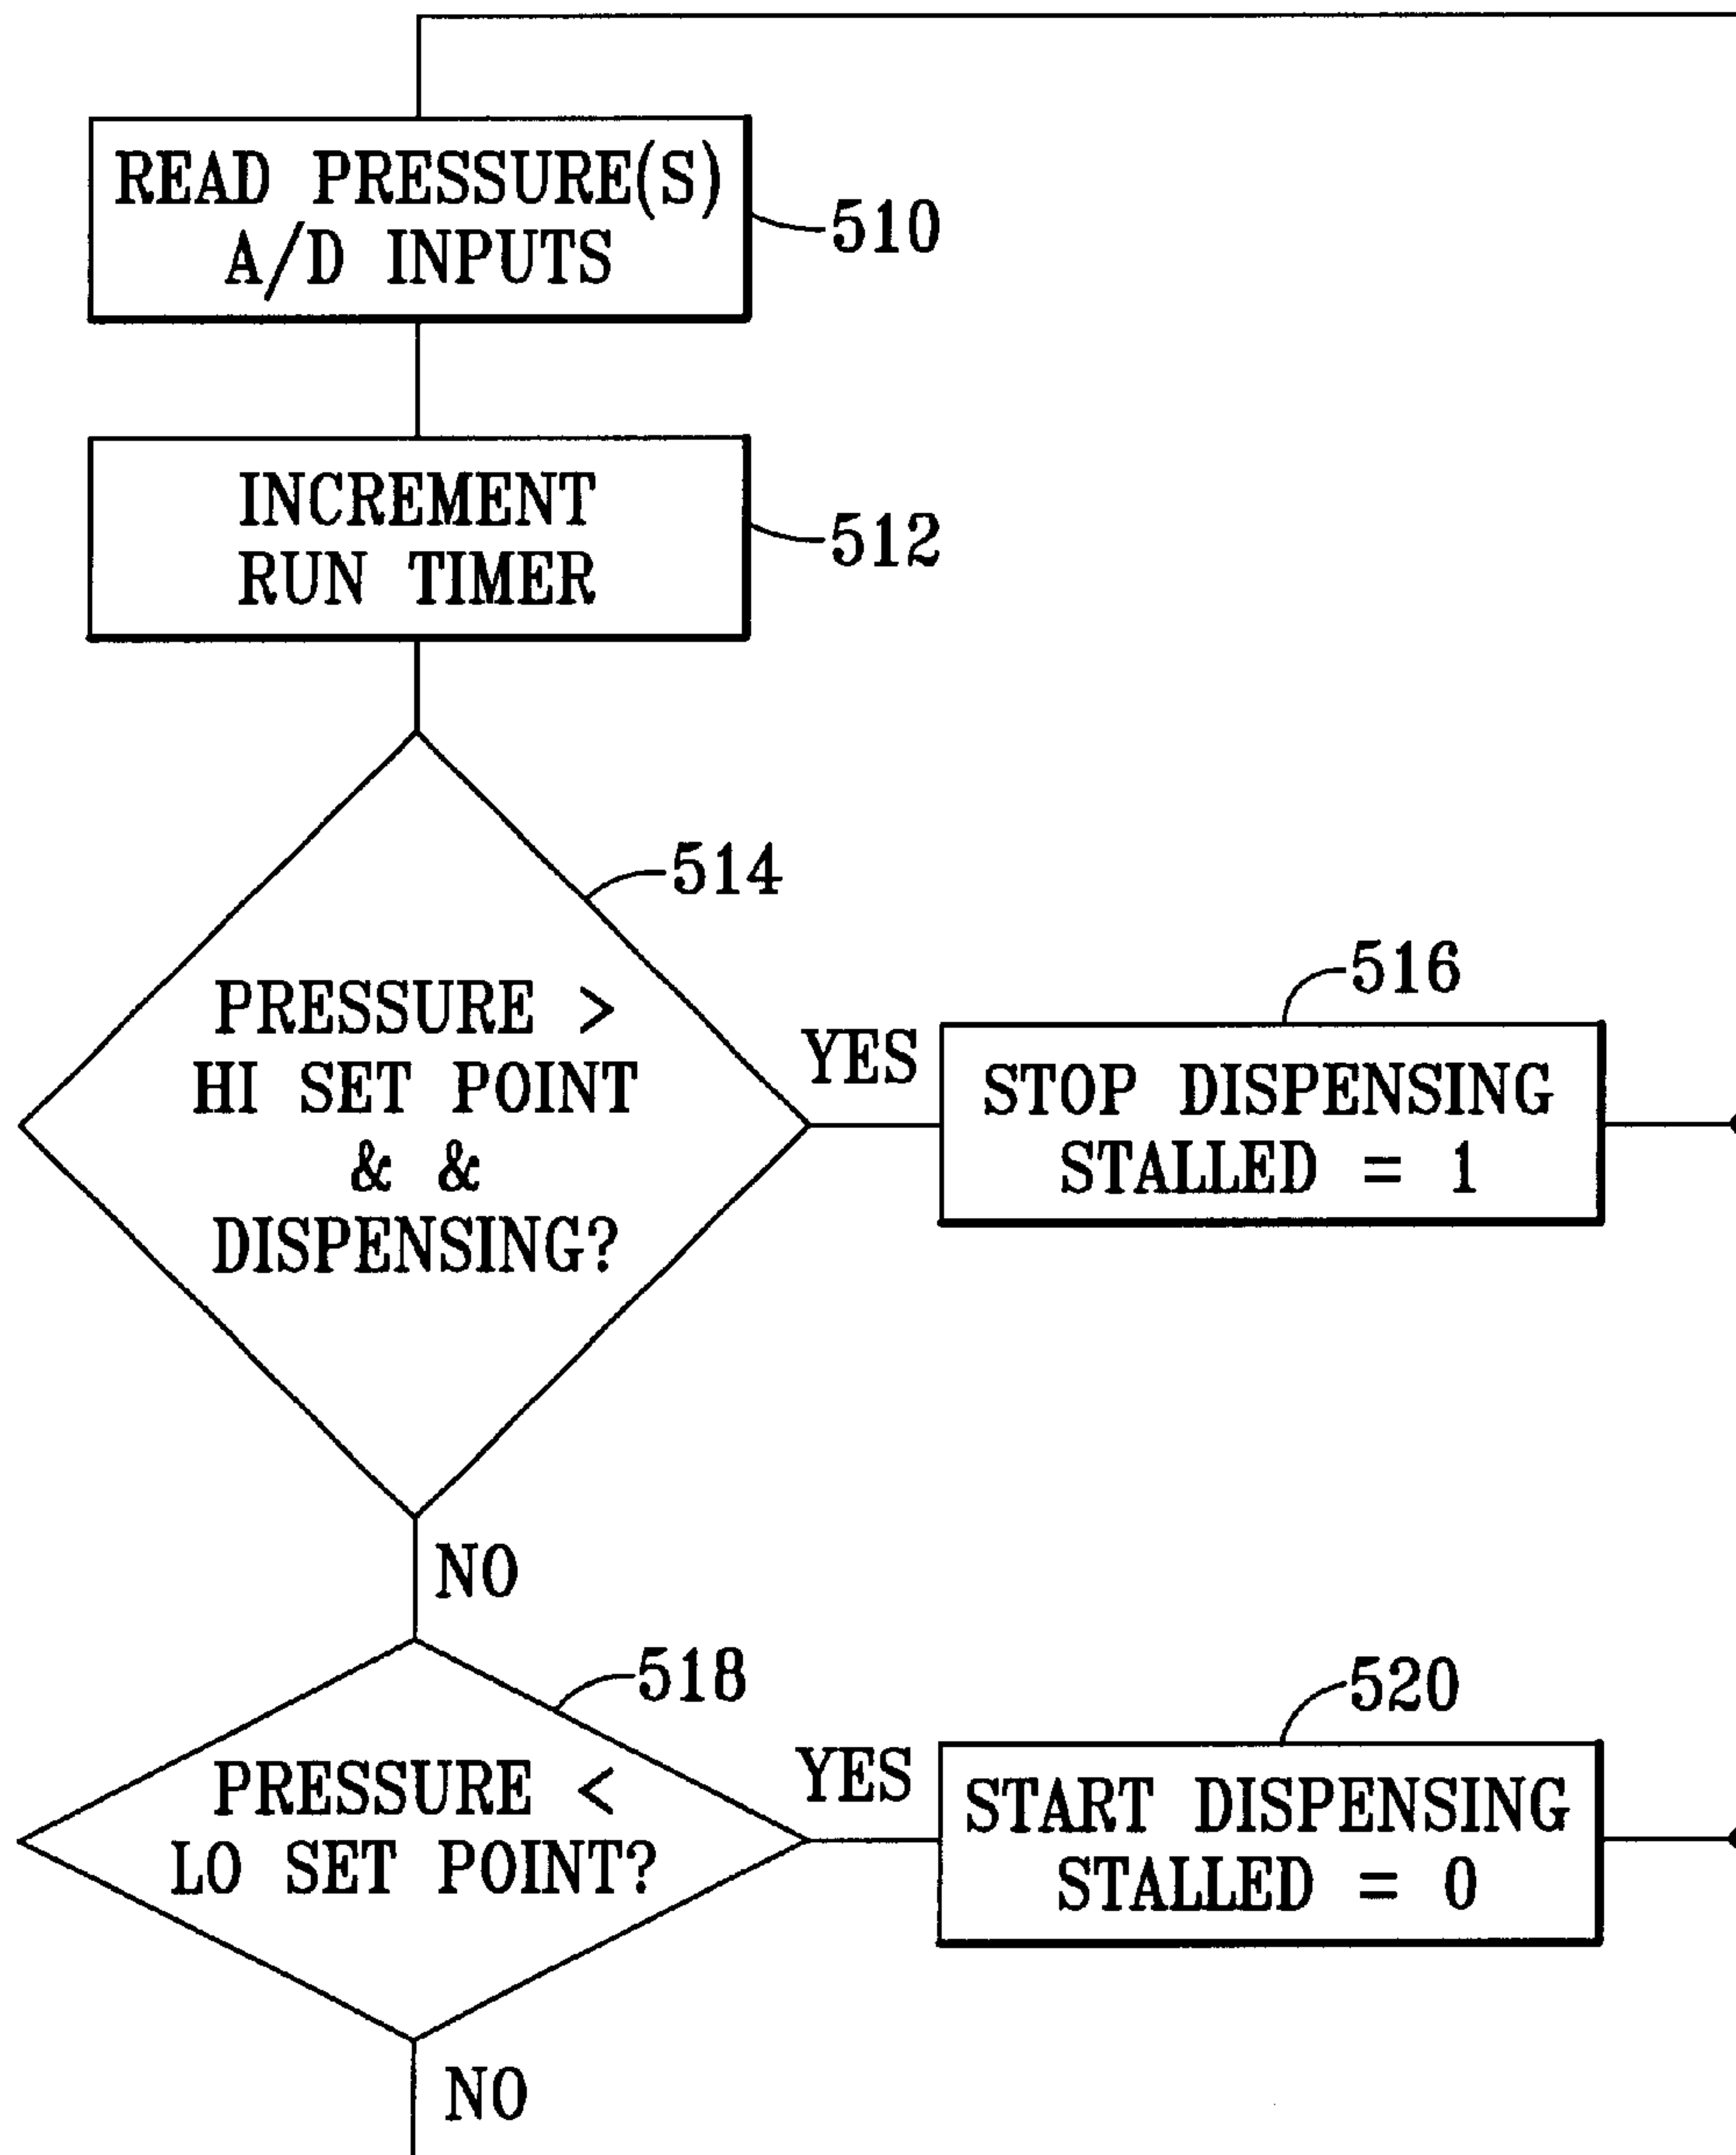 READ PRESSURE(S)
A/D INPUTS
510
INCREMENT
RUN TIMER
512
514
PRESSURE >
HI SET POINT
& &
DISPENSING?
YES
516
STOP DISPENSING
STALLED = 1
NO
518
PRESSURE <
LO SET POINT?
YES
520
START DISPENSING
STALLED = 0
NO